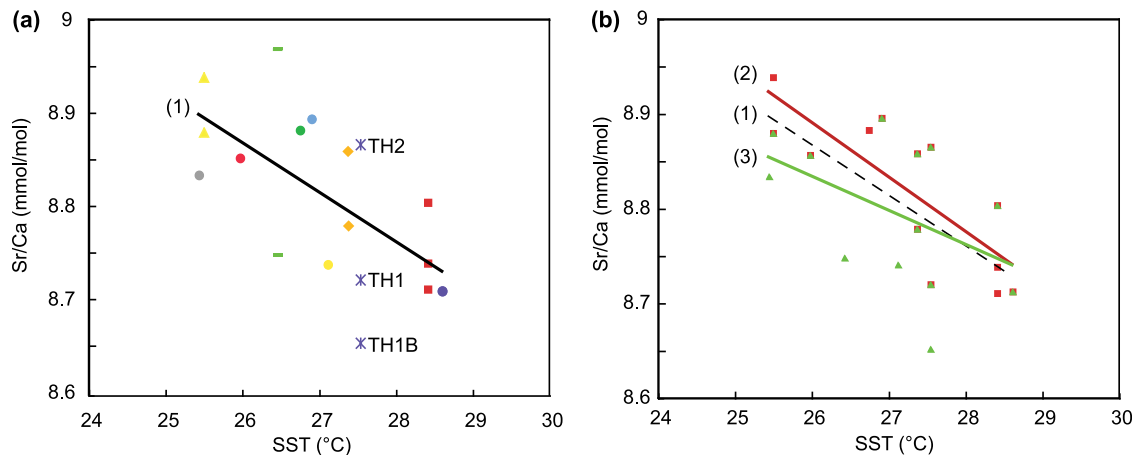 (a)
9
8.9
8.8
8.7
8.6
Sr/Ca (mmol/mol)
(1)
TH2
TH1
TH1B
24 25 26 27 28 29 30
SST (°C)
(b)
9
8.9
8.8
8.7
8.6
Sr/Ca (mmol/mol)
(2)
(1)
(3)
24 25 26 27 28 29 30
SST (°C)